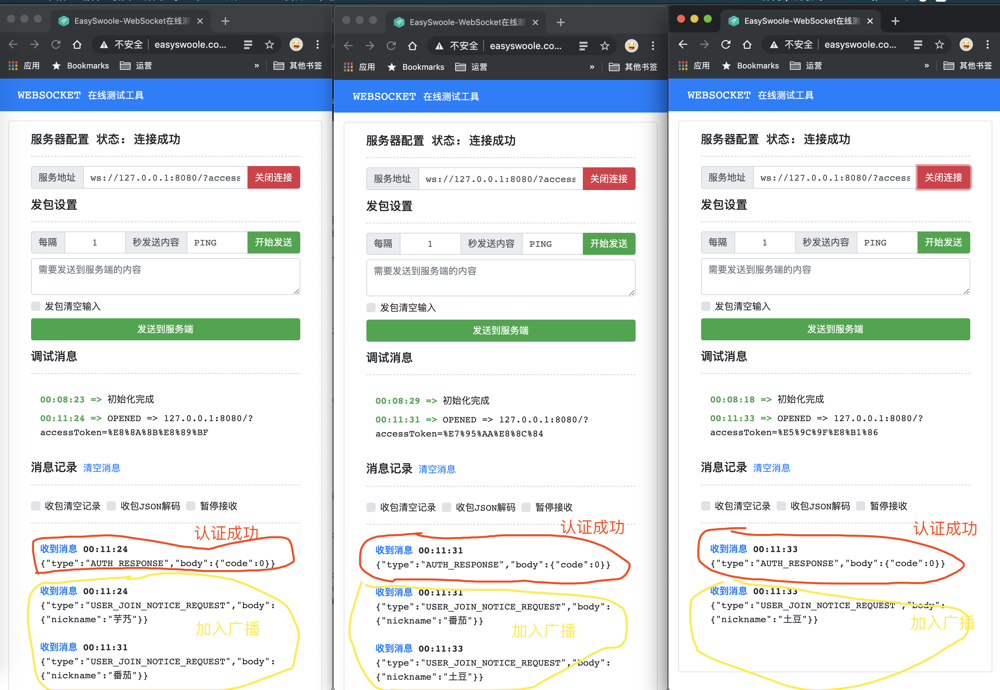 EasySwoole-WebSocket在线测
不安全 easyswoole.co...
应用 Bookmarks 运营 » 其他书签
WEBSOCKET 在线测试工具
服务器配置 状态: 连接成功
服务地址 ws://127.0.0.1:8080/?access 关闭连接
发包设置
每隔 1 秒发送内容 PING 开始发送
需要发送到服务端的内容
发包清空输入
发送到服务端
调试消息
00:08:23 => 初始化完成
00:11:24 => OPENED => 127.0.0.1:8080/?
accessToken=%E8%8A%8B%E8%89%BF
消息记录 清空消息
收包清空记录 收包JSON解码 暂停接收
认证成功
收到消息 00:11:24
{"type":"AUTH_RESPONSE","body":{"code":0}}
收到消息 00:11:24
{"type":"USER_JOIN_NOTICE_REQUEST","body":
{"nickname":"芋艿"}}
加入广播
收到消息 00:11:31
{"type":"USER_JOIN_NOTICE_REQUEST","body":
{"nickname":"番茄"}}
EasySwoole-WebSocket在线测
不安全 easyswoole.co...
应用 Bookmarks 运营 » 其他书签
WEBSOCKET 在线测试工具
服务器配置 状态: 连接成功
服务地址 ws://127.0.0.1:8080/?access 关闭连接
发包设置
每隔 1 秒发送内容 PING 开始发送
需要发送到服务端的内容
发包清空输入
发送到服务端
调试消息
00:08:29 => 初始化完成
00:11:31 => OPENED => 127.0.0.1:8080/?
accessToken=%E7%95%AA%E8%8C%84
消息记录 清空消息
收包清空记录 收包JSON解码 暂停接收
认证成功
收到消息 00:11:31
{"type":"AUTH_RESPONSE","body":{"code":0}}
收到消息 00:11:31
{"type":"USER_JOIN_NOTICE_REQUEST","body":
{"nickname":"番茄"}}
加入广播
收到消息 00:11:33
{"type":"USER_JOIN_NOTICE_REQUEST","body":
{"nickname":"土豆"}}
EasySwoole-WebSocket在线测
不安全 easyswoole.co...
应用 Bookmarks 运营 » 其他书签
WEBSOCKET 在线测试工具
服务器配置 状态: 连接成功
服务地址 ws://127.0.0.1:8080/?access 关闭连接
发包设置
每隔 1 秒发送内容 PING 开始发送
需要发送到服务端的内容
发包清空输入
发送到服务端
调试消息
00:08:18 => 初始化完成
00:11:33 => OPENED => 127.0.0.1:8080/?
accessToken=%E5%9C%9F%E8%B1%86
消息记录 清空消息
收包清空记录 收包JSON解码 暂停接收
认证成功
收到消息 00:11:33
{"type":"AUTH_RESPONSE","body":{"code":0}}
收到消息 00:11:33
{"type":"USER_JOIN_NOTICE_REQUEST","body":
{"nickname":"土豆"}}
加入广播